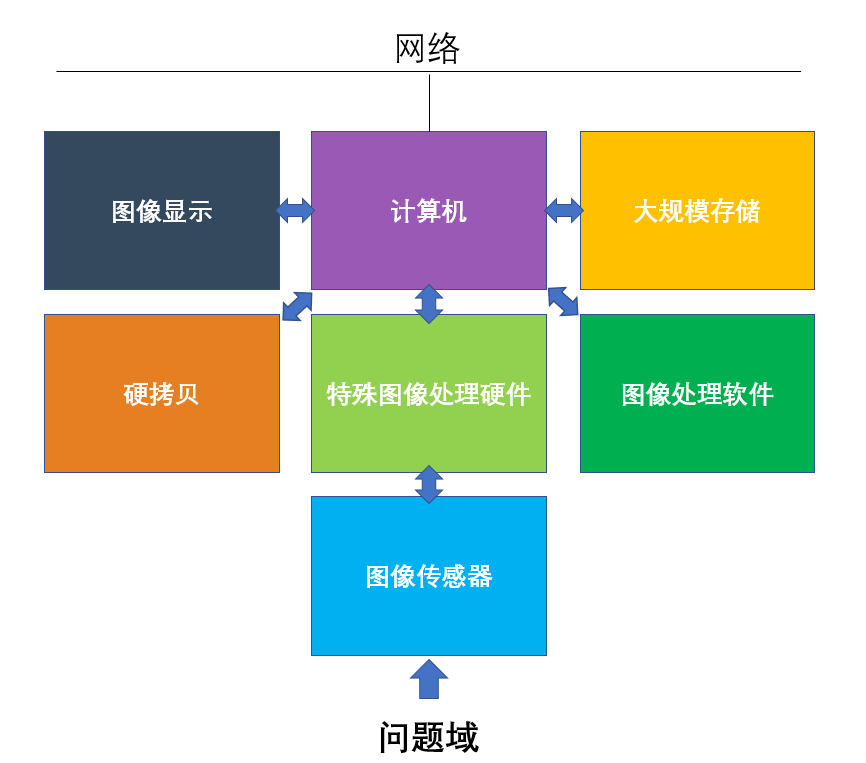 网络
图像显示
计算机
大规模存储
硬拷贝
特殊图像处理硬件
图像处理软件
图像传感器
问题域